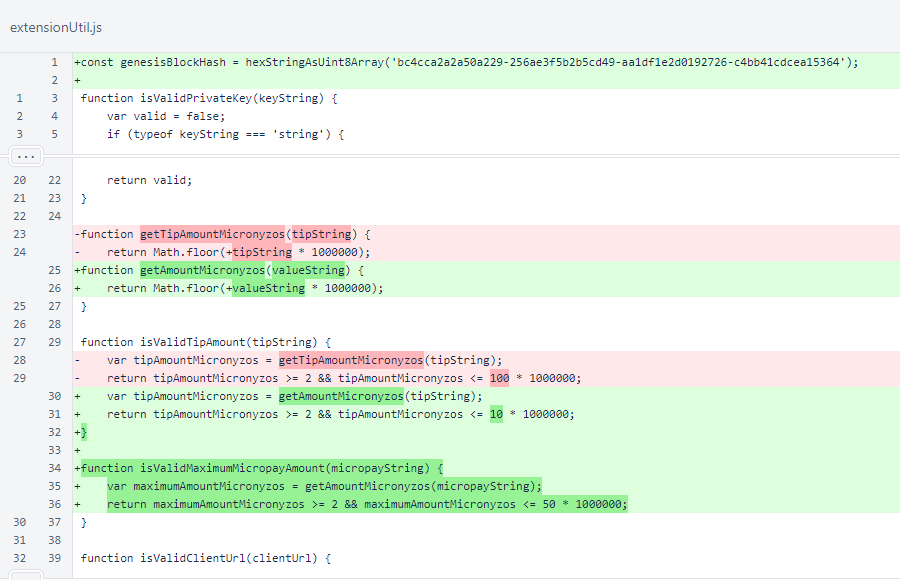 extensionUtil.js
1 +const genesisBlockHash = hexStringAsUint8Array('bc4cca2a2a50a229-256ae3f5b2b5cd49-aa1df1e2d0192726-c4bb41cdcea15364');
2 +
1 3 function isValidPrivateKey(keyString) {
2 4 var valid = false;
3 5 if (typeof keyString === 'string') {
...
20 22 return valid;
21 23 }
22 24
23 -function getTipAmountMicronyzos(tipString) {
24 - return Math.floor(+tipString * 1000000);
25 +function getAmountMicronyzos(valueString) {
26 + return Math.floor(+valueString * 1000000);
25 27 }
26 28
27 29 function isValidTipAmount(tipString) {
28 - var tipAmountMicronyzos = getTipAmountMicronyzos(tipString);
29 - return tipAmountMicronyzos >= 2 && tipAmountMicronyzos <= 100 * 1000000;
30 + var tipAmountMicronyzos = getAmountMicronyzos(tipString);
31 + return tipAmountMicronyzos >= 2 && tipAmountMicronyzos <= 10 * 1000000;
32 +}
33 +
34 +function isValidMaximumMicropayAmount(micropayString) {
35 + var maximumAmountMicronyzos = getAmountMicronyzos(micropayString);
36 + return maximumAmountMicronyzos >= 2 && maximumAmountMicronyzos <= 50 * 1000000;
30 37 }
31 38
32 39 function isValidClientUrl(clientUrl) {